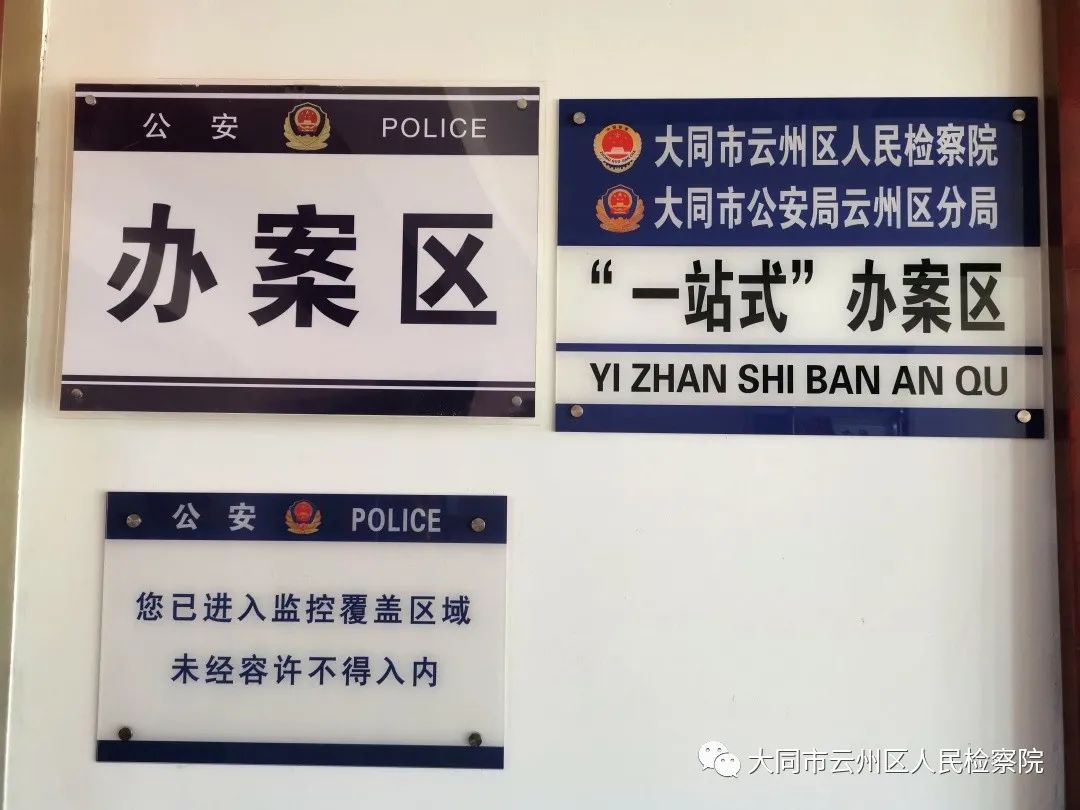 公安 POLICE
办案区
大同市云州区人民检察院
大同市公安局云州区分局
“一站式”办案区
YI ZHAN SHI BAN AN QU
公安 POLICE
您已进入监控覆盖区域
未经容许不得入内
大同市云州区人民检察院